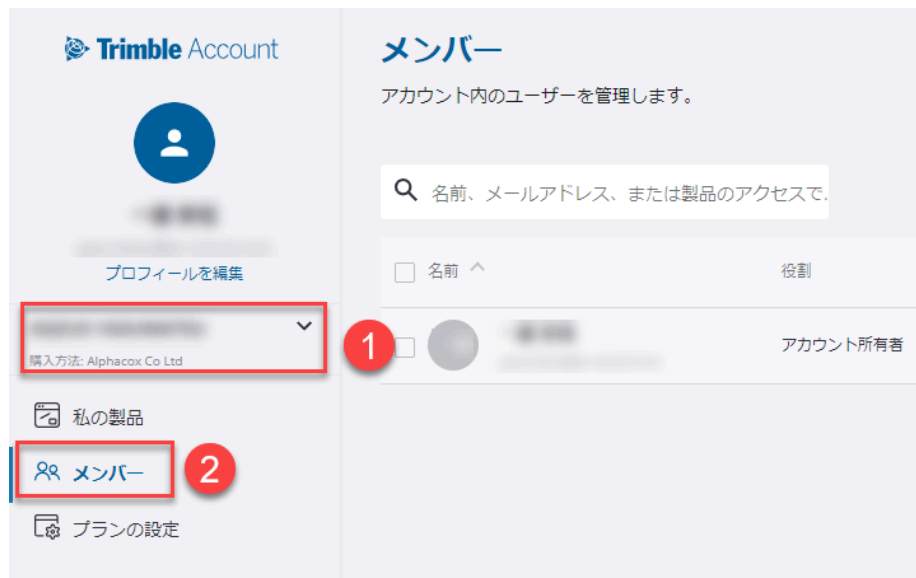 Trimble Account
プロフィールを編集
購入方法: Alphacox Co Ltd
1
私の製品
メンバー
2
プランの設定
メンバー
アカウント内のユーザーを管理します。
名前、メールアドレス、または製品のアクセスで.
名前
役割
アカウント所有者